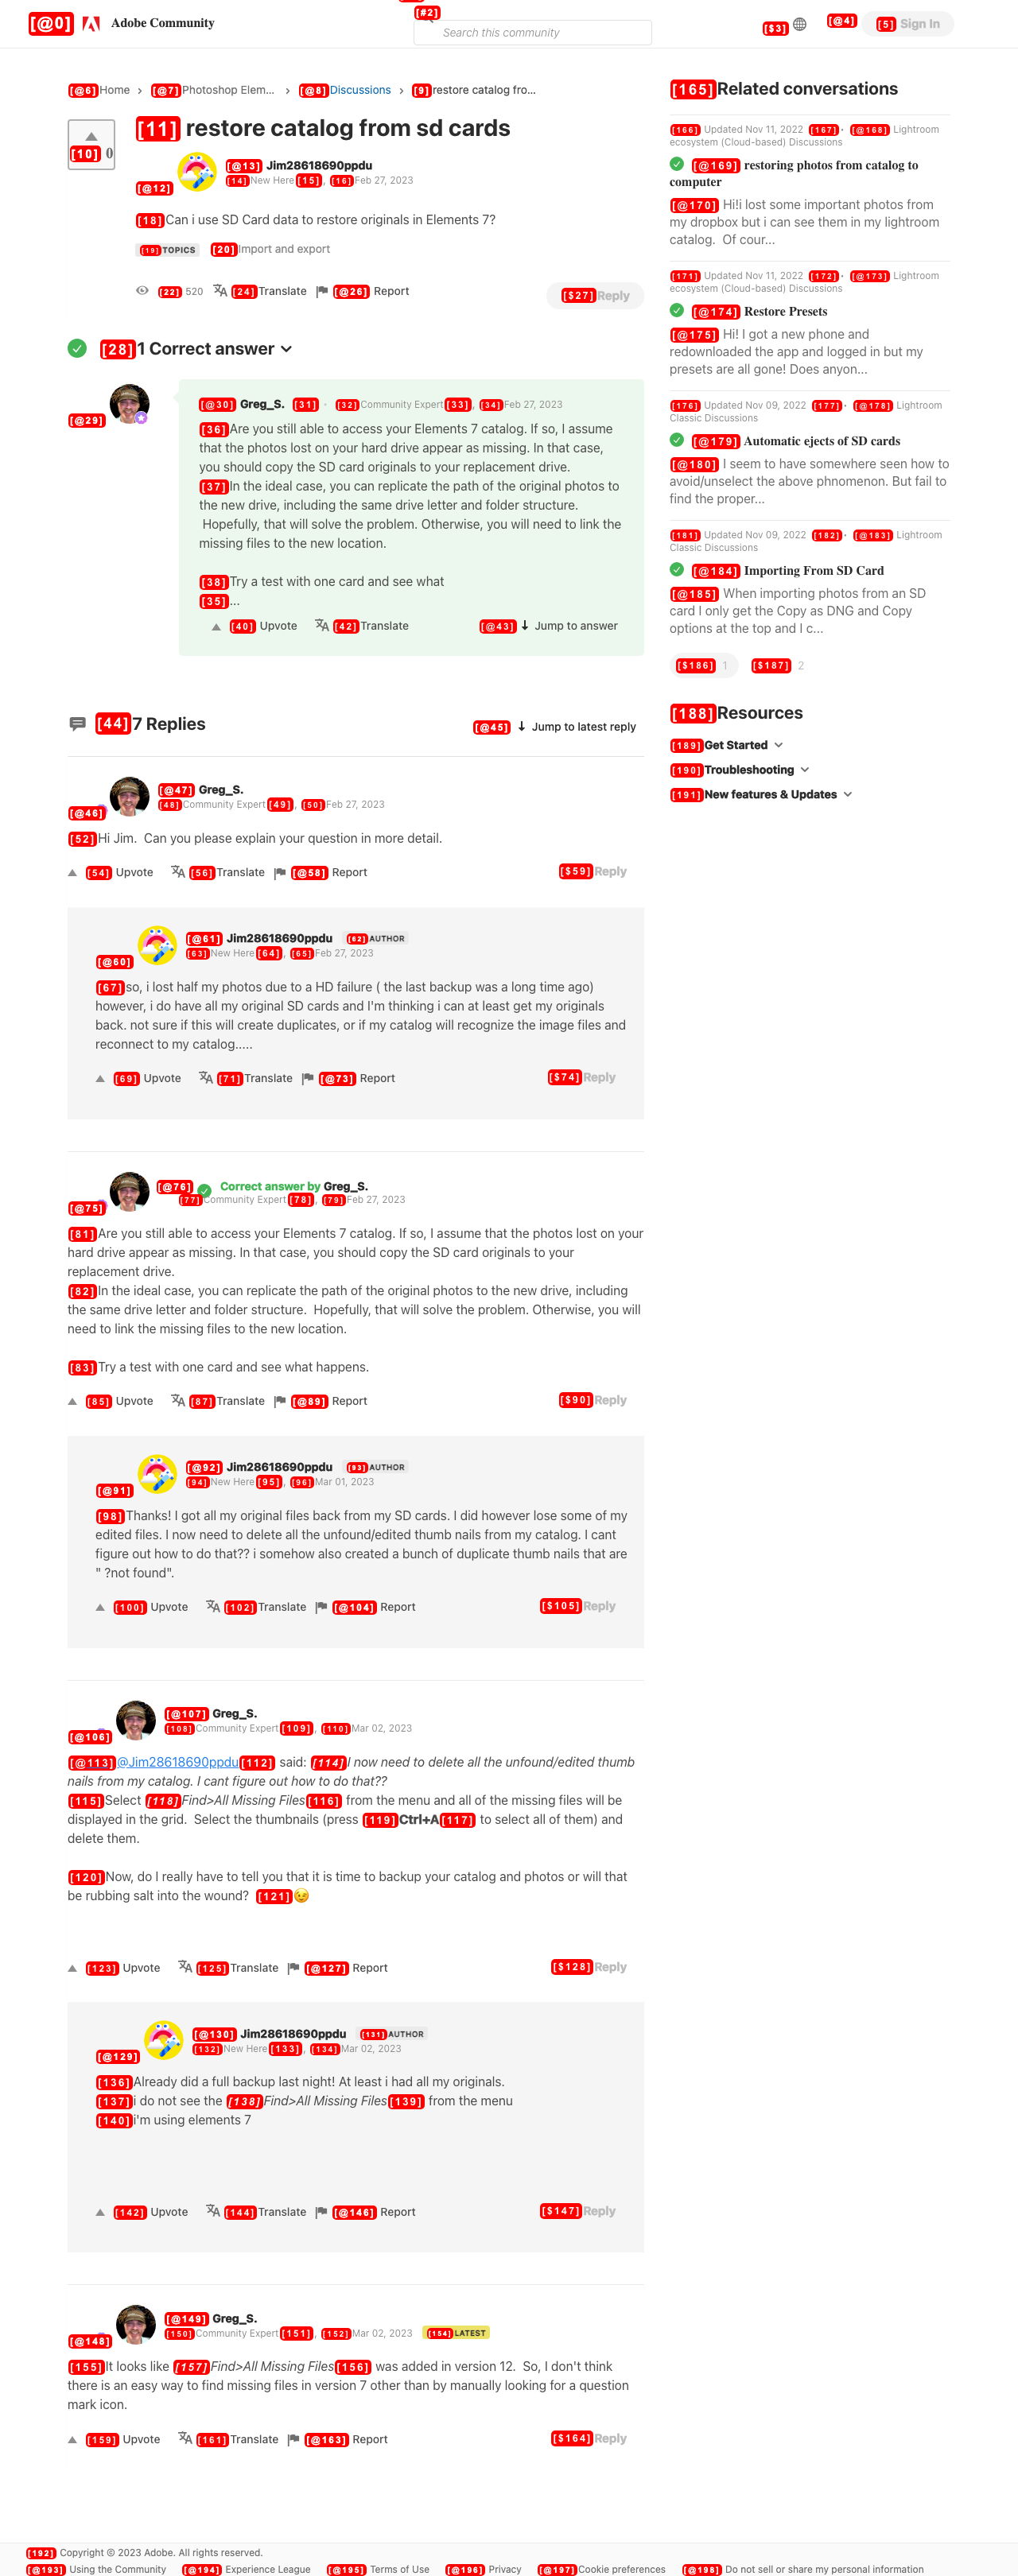 [@0] Adobe Community
[#2]
Search this community
[$3]
[@4]
[5] Sign In
[@6]Home > [@7]Photoshop Elem... > [@8]Discussions > [9]restore catalog fro...
[10] 0
[11] restore catalog from sd cards
[@12]
[@13] Jim28618690ppdu
[14]New Here[15], [16]Feb 27, 2023
[18]Can i use SD Card data to restore originals in Elements 7?
[19]TOPICS [20]Import and export
[22] 520 [24]Translate [@26] Report
[$27]Reply
[28]1 Correct answer
[@29]
[@30] Greg_S. [31] · [32]Community Expert[33], [34]Feb 27, 2023
[36]Are you still able to access your Elements 7 catalog. If so, I assume
that the photos lost on your hard drive appear as missing. In that case,
you should copy the SD card originals to your replacement drive.
[37]In the ideal case, you can replicate the path of the original photos to
the new drive, including the same drive letter and folder structure.
Hopefully, that will solve the problem. Otherwise, you will need to link the
missing files to the new location.
[38]Try a test with one card and see what
[35]...
[40] Upvote [42]Translate [@43] Jump to answer
[44]7 Replies
[@45] Jump to latest reply
[@46]
[@47] Greg_S.
[48]Community Expert[49], [50]Feb 27, 2023
[52]Hi Jim.  Can you please explain your question in more detail.
[54] Upvote [56]Translate [@58] Report [$59]Reply
[@60]
[@61] Jim28618690ppdu [62]AUTHOR
[63]New Here[64], [65]Feb 27, 2023
[67]so, i lost half my photos due to a HD failure ( the last backup was a long time ago)
however, i do have all my original SD cards and I'm thinking i can at least get my originals
back. not sure if this will create duplicates, or if my catalog will recognize the image files and
reconnect to my catalog.....
[69] Upvote [71]Translate [@73] Report [$74]Reply
[@75]
[@76] Correct answer by Greg_S.
[77]Community Expert[78], [79]Feb 27, 2023
[81]Are you still able to access your Elements 7 catalog. If so, I assume that the photos lost on your
hard drive appear as missing. In that case, you should copy the SD card originals to your
replacement drive.
[82]In the ideal case, you can replicate the path of the original photos to the new drive, including
the same drive letter and folder structure.  Hopefully, that will solve the problem. Otherwise, you will
need to link the missing files to the new location.
[83]Try a test with one card and see what happens.
[85] Upvote [87]Translate [@89] Report [$90]Reply
[@91]
[@92] Jim28618690ppdu [93]AUTHOR
[94]New Here[95], [96]Mar 01, 2023
[98]Thanks! I got all my original files back from my SD cards. I did however lose some of my
edited files. I now need to delete all the unfound/edited thumb nails from my catalog. I cant
figure out how to do that?? i somehow also created a bunch of duplicate thumb nails that are
" ?not found".
[100] Upvote [102]Translate [@104] Report [$105]Reply
[@106]
[@107] Greg_S.
[108]Community Expert[109], [110]Mar 02, 2023
[@113]@Jim28618690ppdu[112] said: [114]I now need to delete all the unfound/edited thumb
nails from my catalog. I cant figure out how to do that??
[115]Select [118]Find>All Missing Files[116] from the menu and all of the missing files will be
displayed in the grid.  Select the thumbnails (press [119]Ctrl+A[117] to select all of them) and
delete them.
[120]Now, do I really have to tell you that it is time to backup your catalog and photos or will that
be rubbing salt into the wound?  [121]😉
[123] Upvote [125]Translate [@127] Report [$128]Reply
[@129]
[@130] Jim28618690ppdu [131]AUTHOR
[132]New Here[133], [134]Mar 02, 2023
[136]Already did a full backup last night! At least i had all my originals.
[137]i do not see the [138]Find>All Missing Files[139] from the menu
[140]i'm using elements 7
[142] Upvote [144]Translate [@146] Report [$147]Reply
[@148]
[@149] Greg_S.
[150]Community Expert[151], [152]Mar 02, 2023 [154]LATEST
[155]It looks like [157]Find>All Missing Files[156] was added in version 12.  So, I don't think
there is an easy way to find missing files in version 7 other than by manually looking for a question
mark icon.
[159] Upvote [161]Translate [@163] Report [$164]Reply
[165]Related conversations
[166] Updated Nov 11, 2022 [167]· [@168] Lightroom
ecosystem (Cloud-based) Discussions
[@169] restoring photos from catalog to
computer
[@170] Hi!i lost some important photos from
my dropbox but i can see them in my lightroom
catalog.  Of cour...
[171] Updated Nov 11, 2022 [172]· [@173] Lightroom
ecosystem (Cloud-based) Discussions
[@174] Restore Presets
[@175] Hi! I got a new phone and
redownloaded the app and logged in but my
presets are all gone! Does anyon...
[176] Updated Nov 09, 2022 [177]· [@178] Lightroom
Classic Discussions
[@179] Automatic ejects of SD cards
[@180] I seem to have somewhere seen how to
avoid/unselect the above phnomenon. But fail to
find the proper...
[181] Updated Nov 09, 2022 [182]· [@183] Lightroom
Classic Discussions
[@184] Importing From SD Card
[@185] When importing photos from an SD
card I only get the Copy as DNG and Copy
options at the top and I c...
[$186] 1 [$187] 2
[188]Resources
[189]Get Started
[190]Troubleshooting
[191]New features & Updates
[192] Copyright © 2023 Adobe. All rights reserved.
[@193] Using the Community [@194] Experience League [@195] Terms of Use [@196] Privacy [@197]Cookie preferences [@198] Do not sell or share my personal information